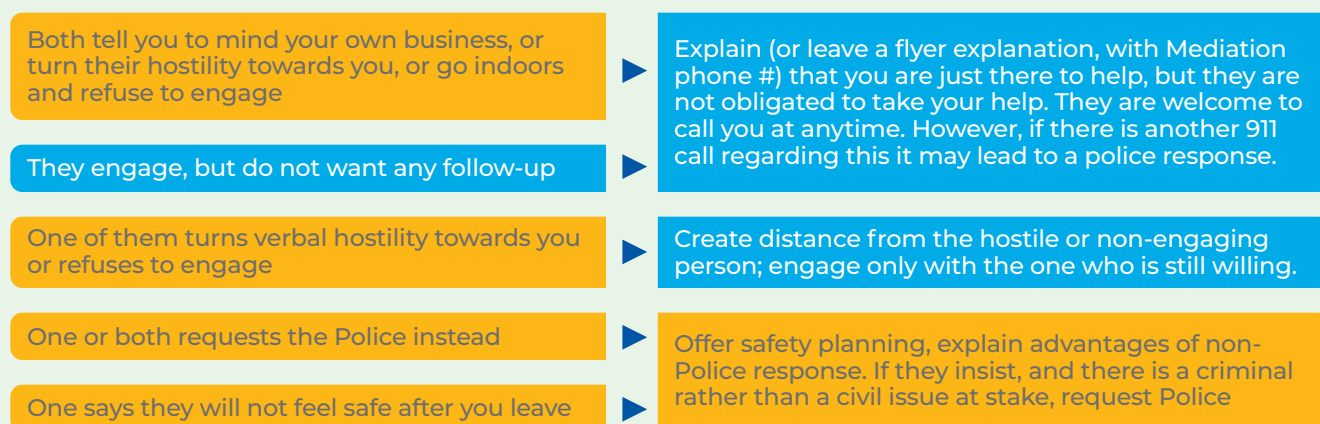 Both tell you to mind your own business, or
turn their hostility towards you, or go indoors
and refuse to engage
They engage, but do not want any follow-up
Explain (or leave a flyer explanation, with Mediation
phone #) that you are just there to help, but they are
not obligated to take your help. They are welcome to
call you at anytime. However, if there is another 911
call regarding this it may lead to a police response.
One of them turns verbal hostility towards you
or refuses to engage
Create distance from the hostile or non-engaging
person; engage only with the one who is still willing.
One or both requests the Police instead
One says they will not feel safe after you leave
Offer safety planning, explain advantages of non-
Police response. If they insist, and there is a criminal
rather than a civil issue at stake, request Police